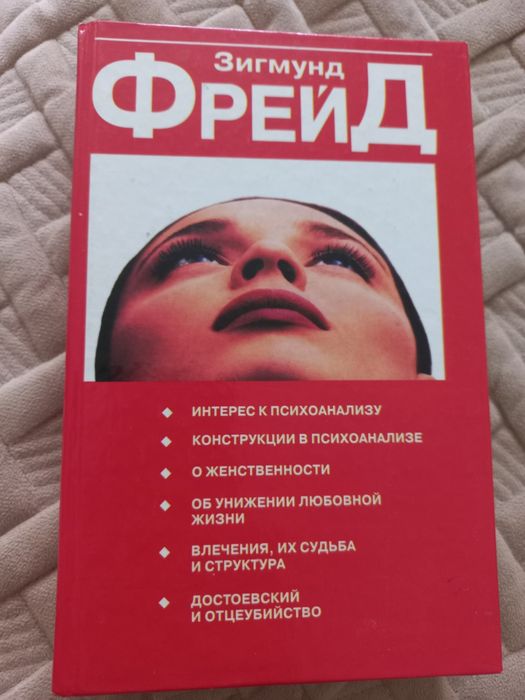 Зигмунд
ФРЕЙД
ИНТЕРЕС К ПСИХОАНАЛИЗУ
КОНСТРУКЦИИ В ПСИХОАНАЛИЗЕ
О ЖЕНСТВЕННОСТИ
ОБ УНИЖЕНИИ ЛЮБОВНОЙ
ЖИЗНИ
ВЛЕЧЕНИЯ, ИХ СУДЬБА
И СТРУКТУРА
ДОСТОЕВСКИЙ
И ОТЦЕУБИЙСТВО